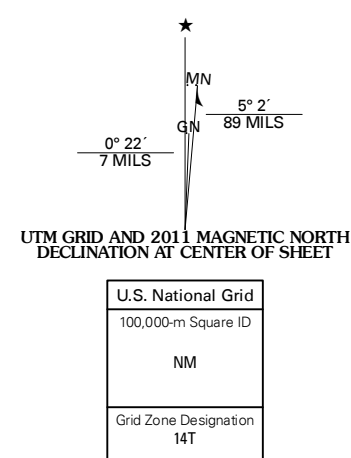 ★
MN
5° 2´
89 MILS
GN
0° 22´
7 MILS
UTM GRID AND 2011 MAGNETIC NORTH
DECLINATION AT CENTER OF SHEET
U.S. National Grid
100,000-m Square ID
NM
Grid Zone Designation
14T